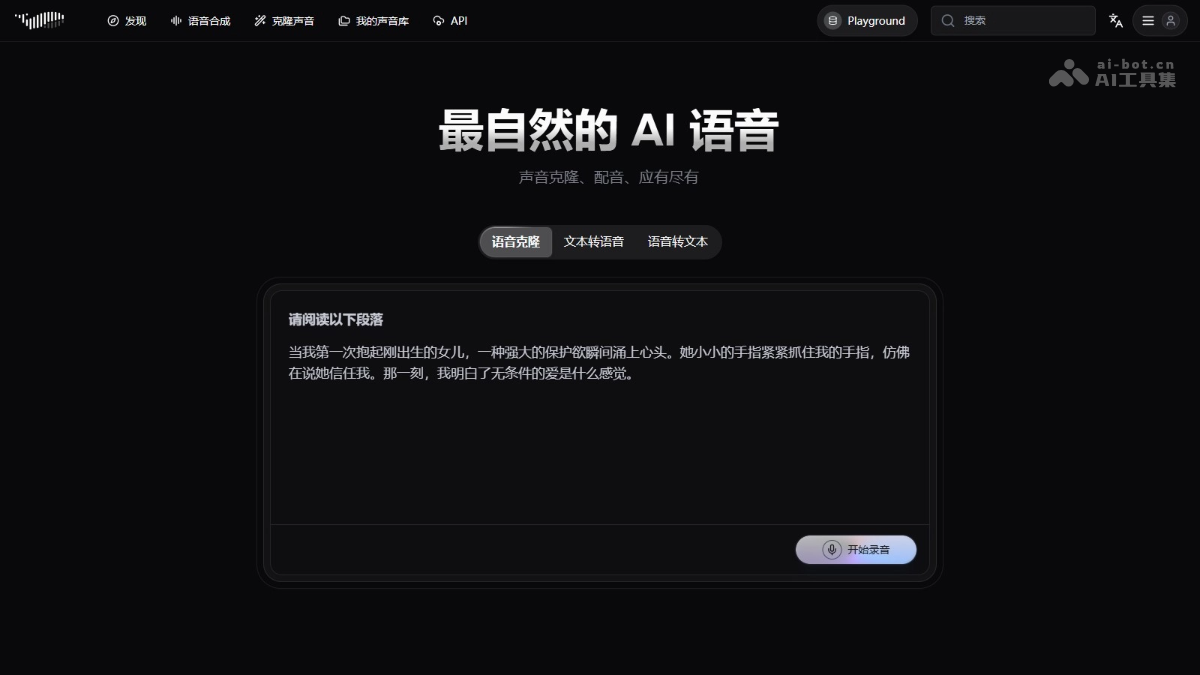 发现 语音合成 克隆声音 我的声音库 API Playground 搜索
ai-bot.cn
AI工具集
最自然的 AI 语音
声音克隆、配音、应有尽有
语音克隆 文本转语音 语音转文本
请阅读以下段落
当我第一次抱起刚出生的女儿，一种强大的保护欲瞬间涌上心头。她小小的手指紧紧抓住我的手指，仿佛
在说她信任我。那一刻，我明白了无条件的爱是什么感觉。
开始录音